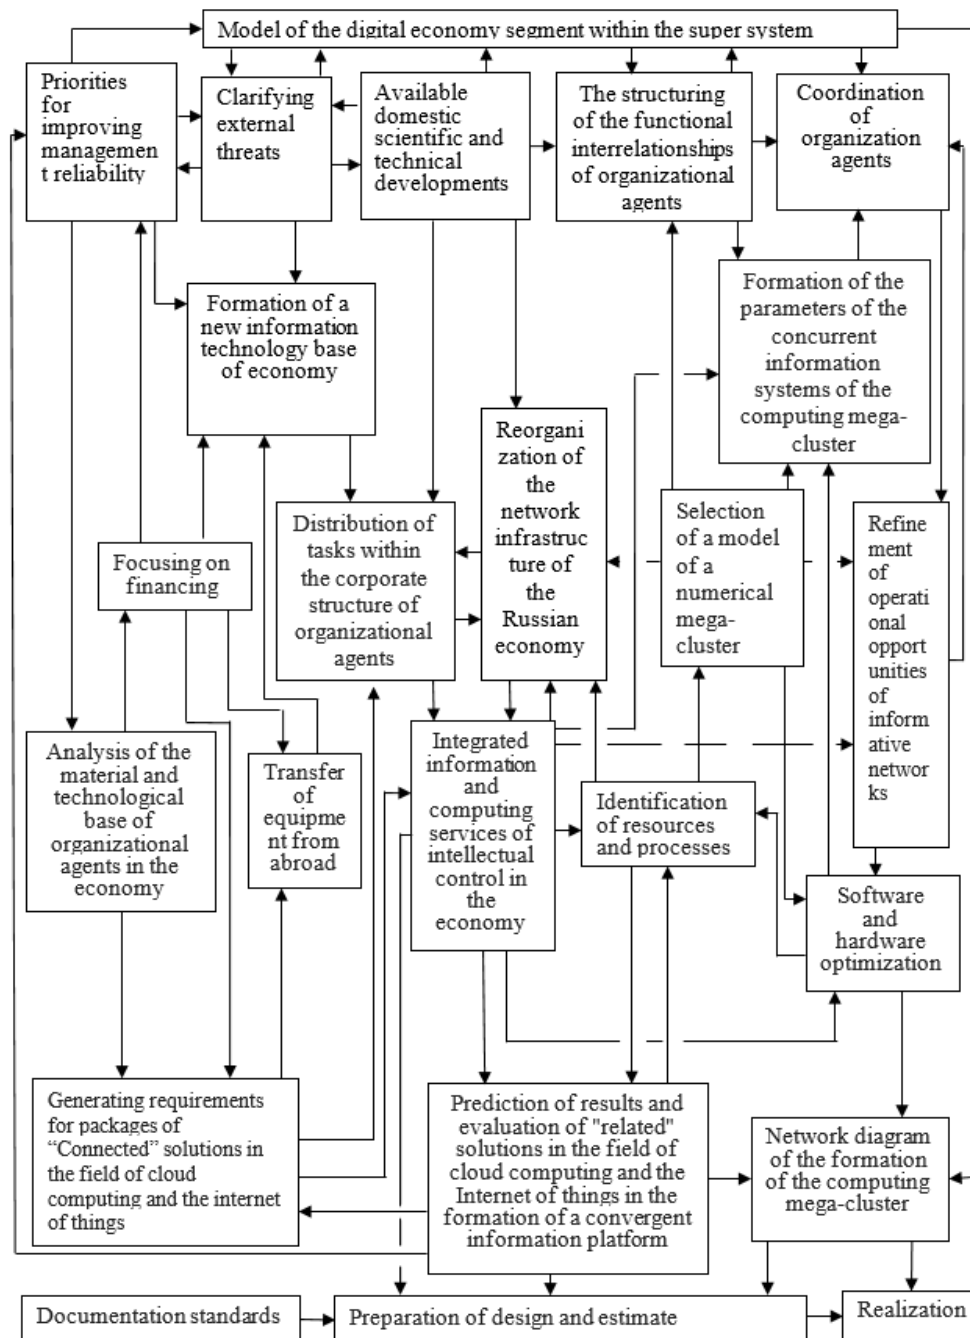 Model of the digital economy segment within the super system
Priorities
for
improving
managemen
t reliability
Clarifying
external
threats
Available
domestic
scientific and
technical
developments
The structuring
of the functional
interrelationships
of organizational
agents
Coordination
of
organization
agents
Formation of a
new information
technology base
of economy
Formation of the
parameters of the
concurrent
information
systems of the
computing mega-
cluster
Reorgani
zation of
the
network
infrastruc
ture of
the
Russian
economy
Distribution of
tasks within
the corporate
structure of
organizational
agents
Selection
of a model
of a
numerical
mega-
cluster
Refine
ment of
operati
onal
opport
unities
of
inform
ative
networ
ks
Focusing on
financing
Analysis of the
material and
technological
base of
organizational
agents in the
economy
Transfer
of
equipme
nt from
abroad
Integrated
information
and
computing
services of
intellectual
control in
the
economy
Identification
of resources
and processes
Software
and
hardware
optimization
Generating requirements
for packages of
“Connected” solutions in
the field of cloud
computing and the internet
of things
Prediction of results and
evaluation of "related"
solutions in the field of
cloud computing and the
Internet of things in the
formation of a convergent
information platform
Network diagram
of the formation
of the computing
mega-cluster
Documentation standards
Preparation of design and estimate
Realization